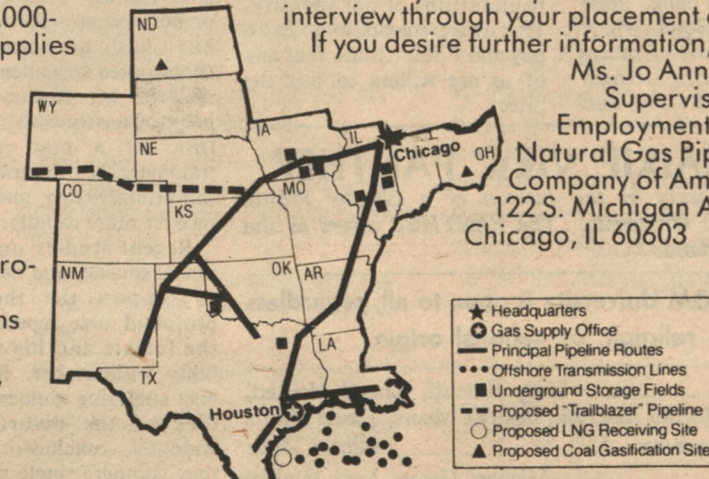 000-
pplies
ro-
ns
interview through your placement
If you desire further information,
Ms. Jo Ann
Supervis
Employment
Natural Gas Pip
Company of Am
122 S. Michigan A
Chicago, IL 60603
ND
WY
IA
IL
NE
Chicago
OH
CO
MO
KS
NM
OK
AR
LA
TX
Houston
Headquarters
Gas Supply Office
Principal Pipeline Routes
Offshore Transmission Lines
Underground Storage Fields
Proposed "Trailblazer" Pipeline
Proposed LNG Receiving Site
Proposed Coal Gasification Site